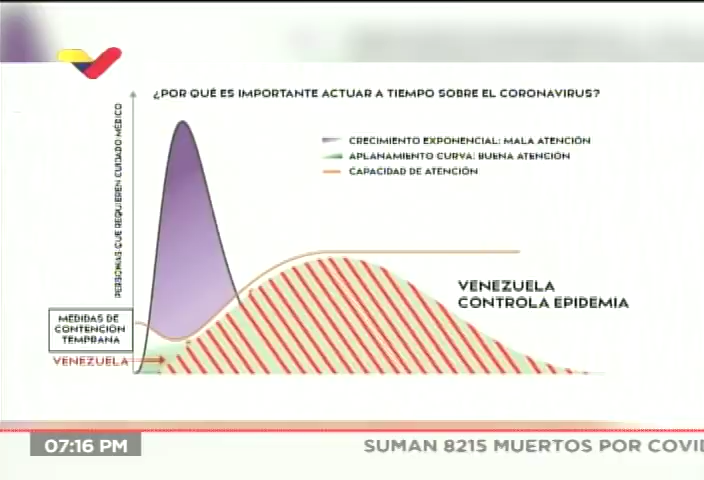 ¿POR QUÉ ES IMPORTANTE ACTUAR A TIEMPO SOBRE EL CORONAVIRUS?
PERSONAS QUE REQUIEREN CUIDADO MÉDICO
CRECIMIENTO EXPONENCIAL: MALA ATENCIÓN
APLANAMIENTO CURVA: BUENA ATENCIÓN
CAPACIDAD DE ATENCIÓN
VENEZUELA
CONTROLA EPIDEMIA
MEDIDAS DE
CONTENCIÓN
TEMPRANA
VENEZUELA
07:16 PM
SUMAN 8215 MUERTOS POR COVID